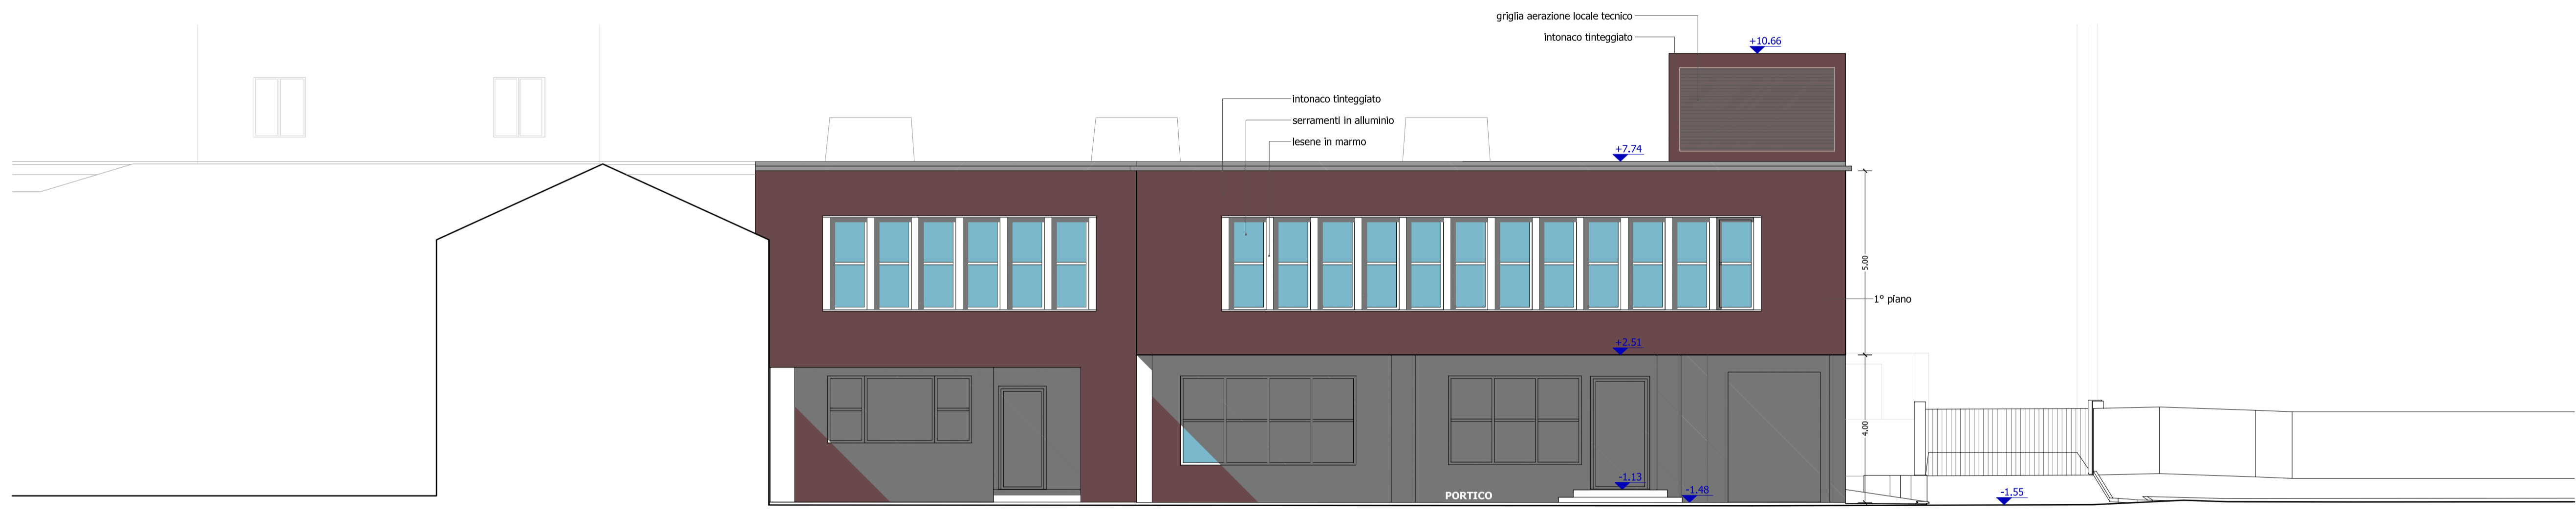 griglia aerazione locale tecnico
intonaco tinteggiato
+10.66
intonaco tinteggiato
serramenti in alluminio
lesene in marmo
+7.74
5.00
1° piano
+2.51
4.00
-1.13
-1.48
PORTICO
-1.55